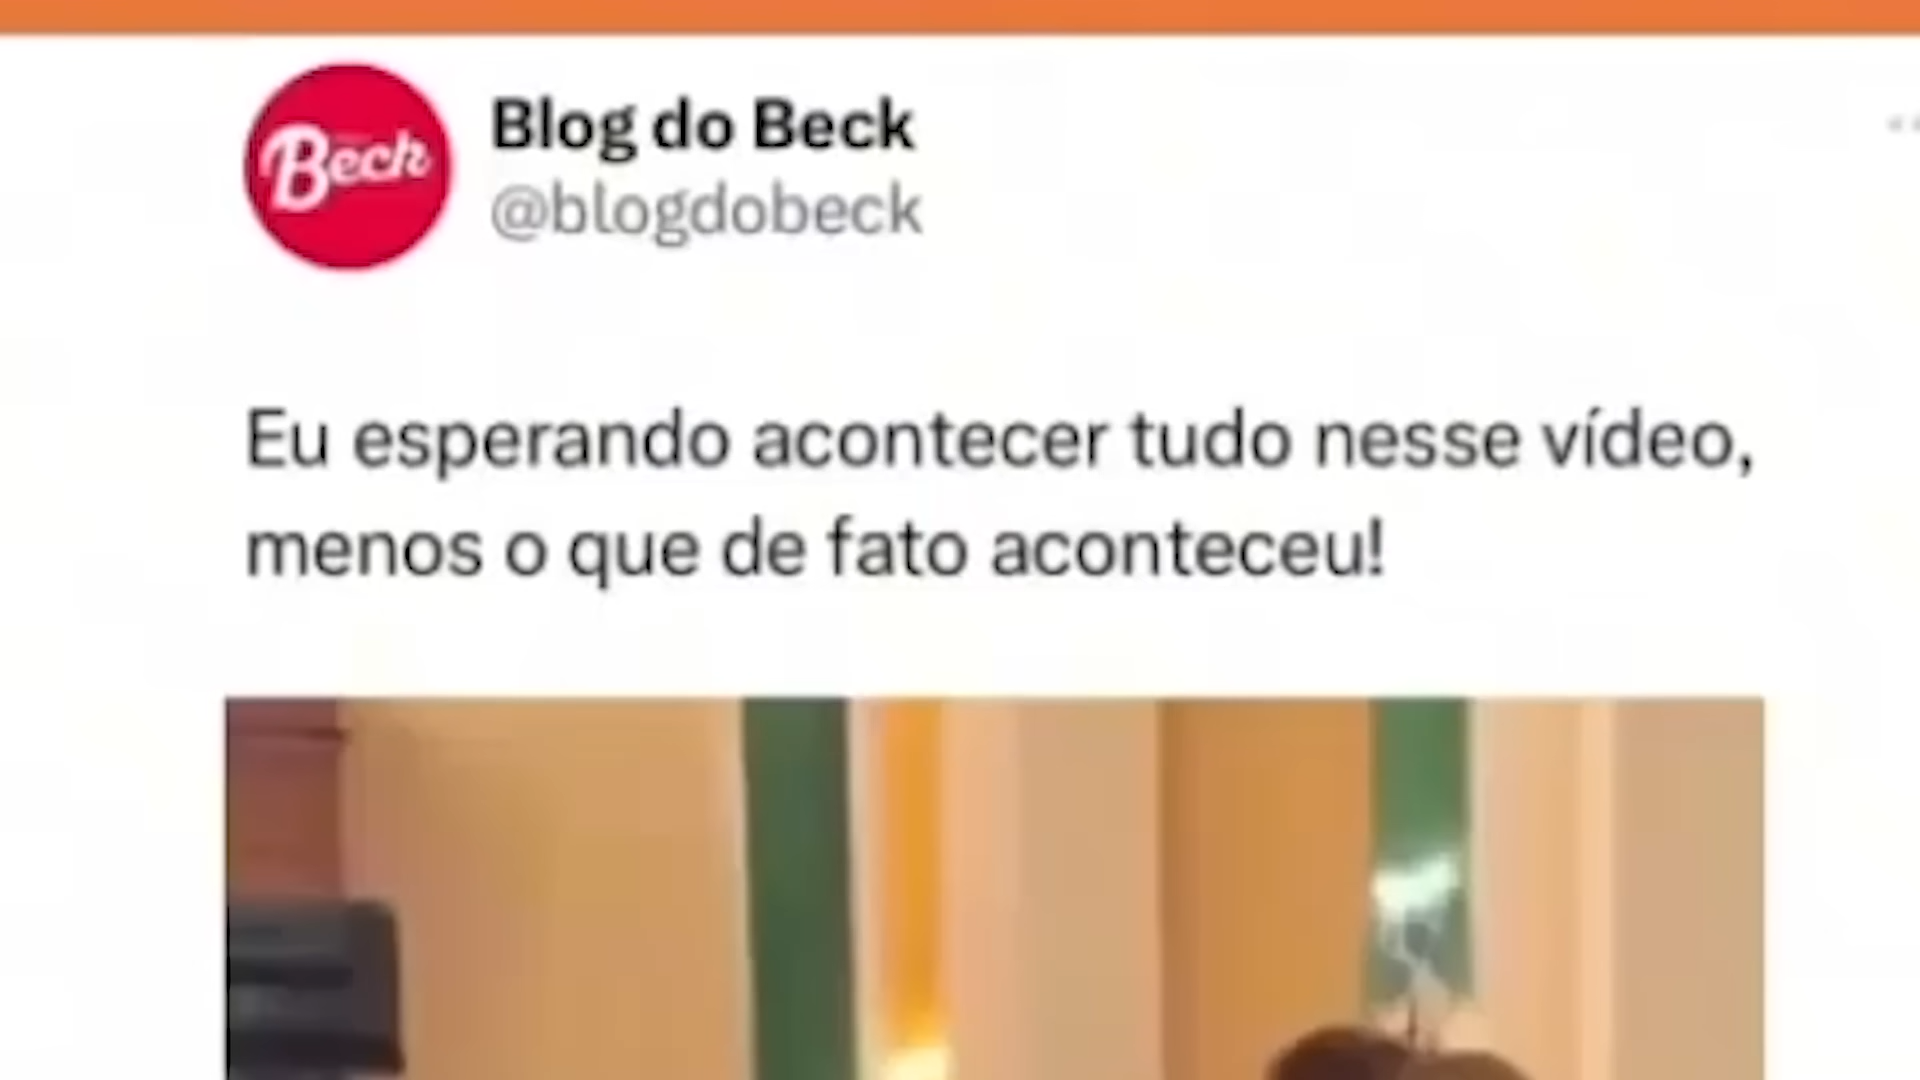 Beck
Blog do Beck
@blogdobeck
Eu esperando acontecer tudo nesse vídeo,
menos o que de fato aconteceu!